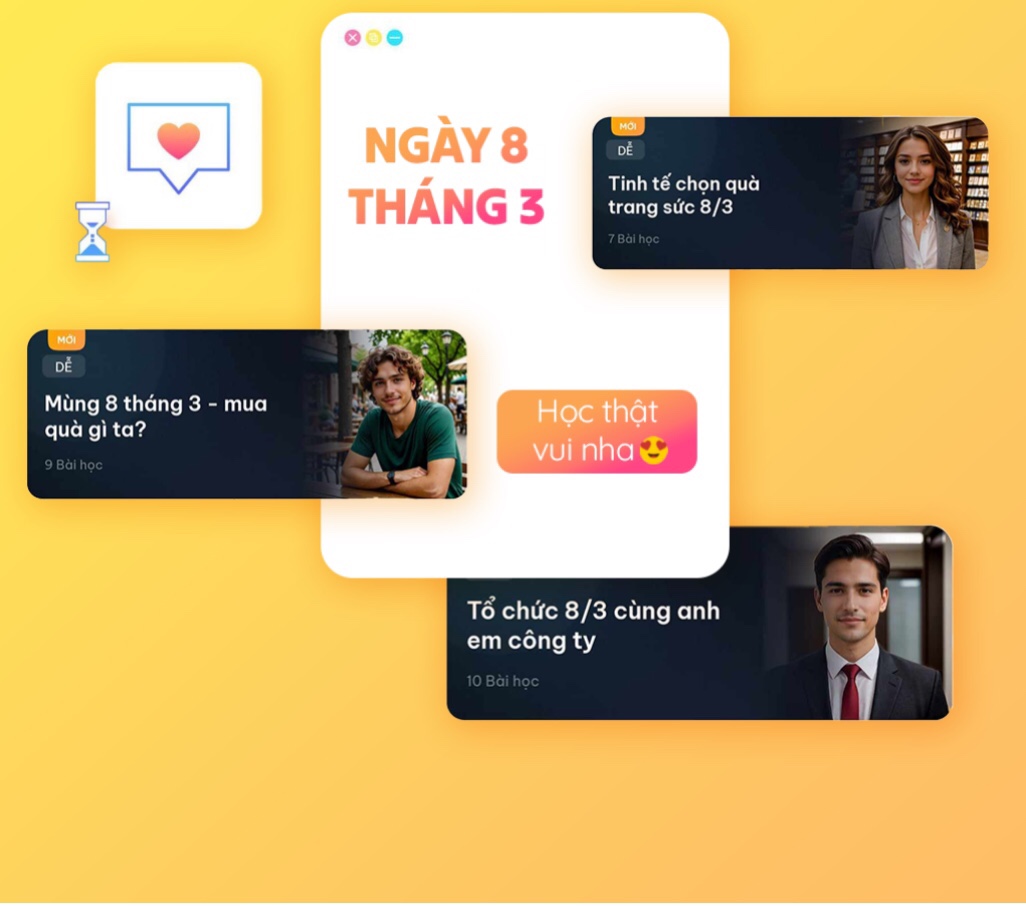 NGÀY 8
THÁNG 3
MỚI
DỄ
Tinh tế chọn quà
trang sức 8/3
7 Bài học
MỚI
DỄ
Mùng 8 tháng 3 - mua
quà gì ta?
9 Bài học
Học thật
vui nha😍
Tổ chức 8/3 cùng anh
em công ty
10 Bài học